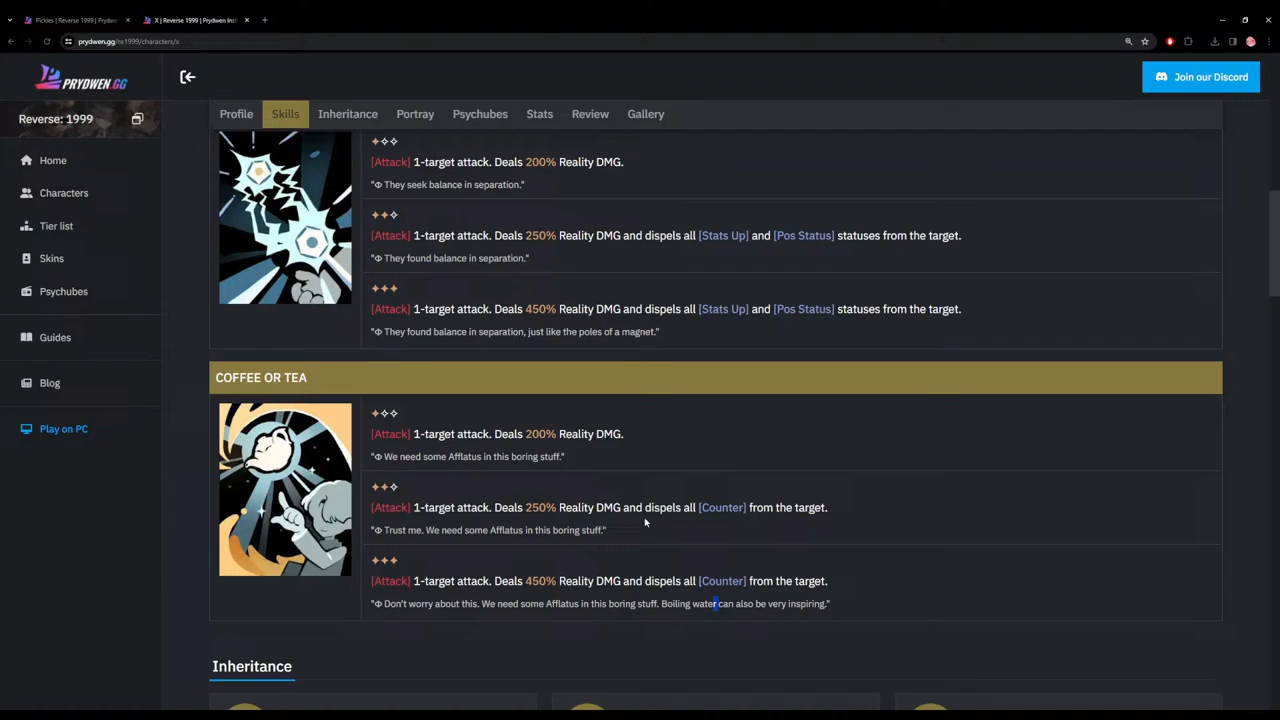 Pickles | Reverse 1999 | Prydw
X | Reverse 1999 | Prydwen Ins
prydwen.gg/re1999/characters/x
PRYDWEN.GG
Join our Discord
Reverse: 1999
Home
Characters
Tier list
Skins
Psychubes
Guides
Blog
Play on PC
Profile
Skills
Inheritance
Portray
Psychubes
Stats
Review
Gallery
[Attack] 1-target attack. Deals 200% Reality DMG.
"Φ They seek balance in separation."
[Attack] 1-target attack. Deals 250% Reality DMG and dispels all [Stats Up] and [Pos Status] statuses from the target.
"Φ They found balance in separation."
[Attack] 1-target attack. Deals 450% Reality DMG and dispels all [Stats Up] and [Pos Status] statuses from the target.
"Φ They found balance in separation, just like the poles of a magnet."
COFFEE OR TEA
[Attack] 1-target attack. Deals 200% Reality DMG.
"Φ We need some Afflatus in this boring stuff."
[Attack] 1-target attack. Deals 250% Reality DMG and dispels all [Counter] from the target.
"Φ Trust me. We need some Afflatus in this boring stuff."
[Attack] 1-target attack. Deals 450% Reality DMG and dispels all [Counter] from the target.
"Φ Don't worry about this. We need some Afflatus in this boring stuff. Boiling water can also be very inspiring."
Inheritance